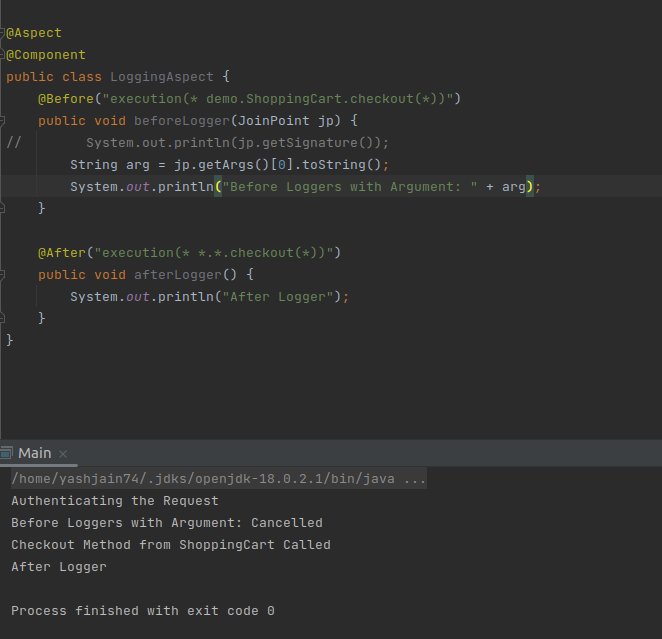 @Aspect
@Component
public class LoggingAspect {
    @Before("execution(* demo.ShoppingCart.checkout(*))")
    public void beforeLogger(JoinPoint jp) {
//        System.out.println(jp.getSignature());
        String arg = jp.getArgs()[0].toString();
        System.out.println("Before Loggers with Argument: " + arg);
    }
    @After("execution(* *.*.checkout(*))")
    public void afterLogger() {
        System.out.println("After Logger");
    }
}
Main ×
/home/yashjain74/.jdks/openjdk-18.0.2.1/bin/java ...
Authenticating the Request
Before Loggers with Argument: Cancelled
Checkout Method from ShoppingCart Called
After Logger
Process finished with exit code 0